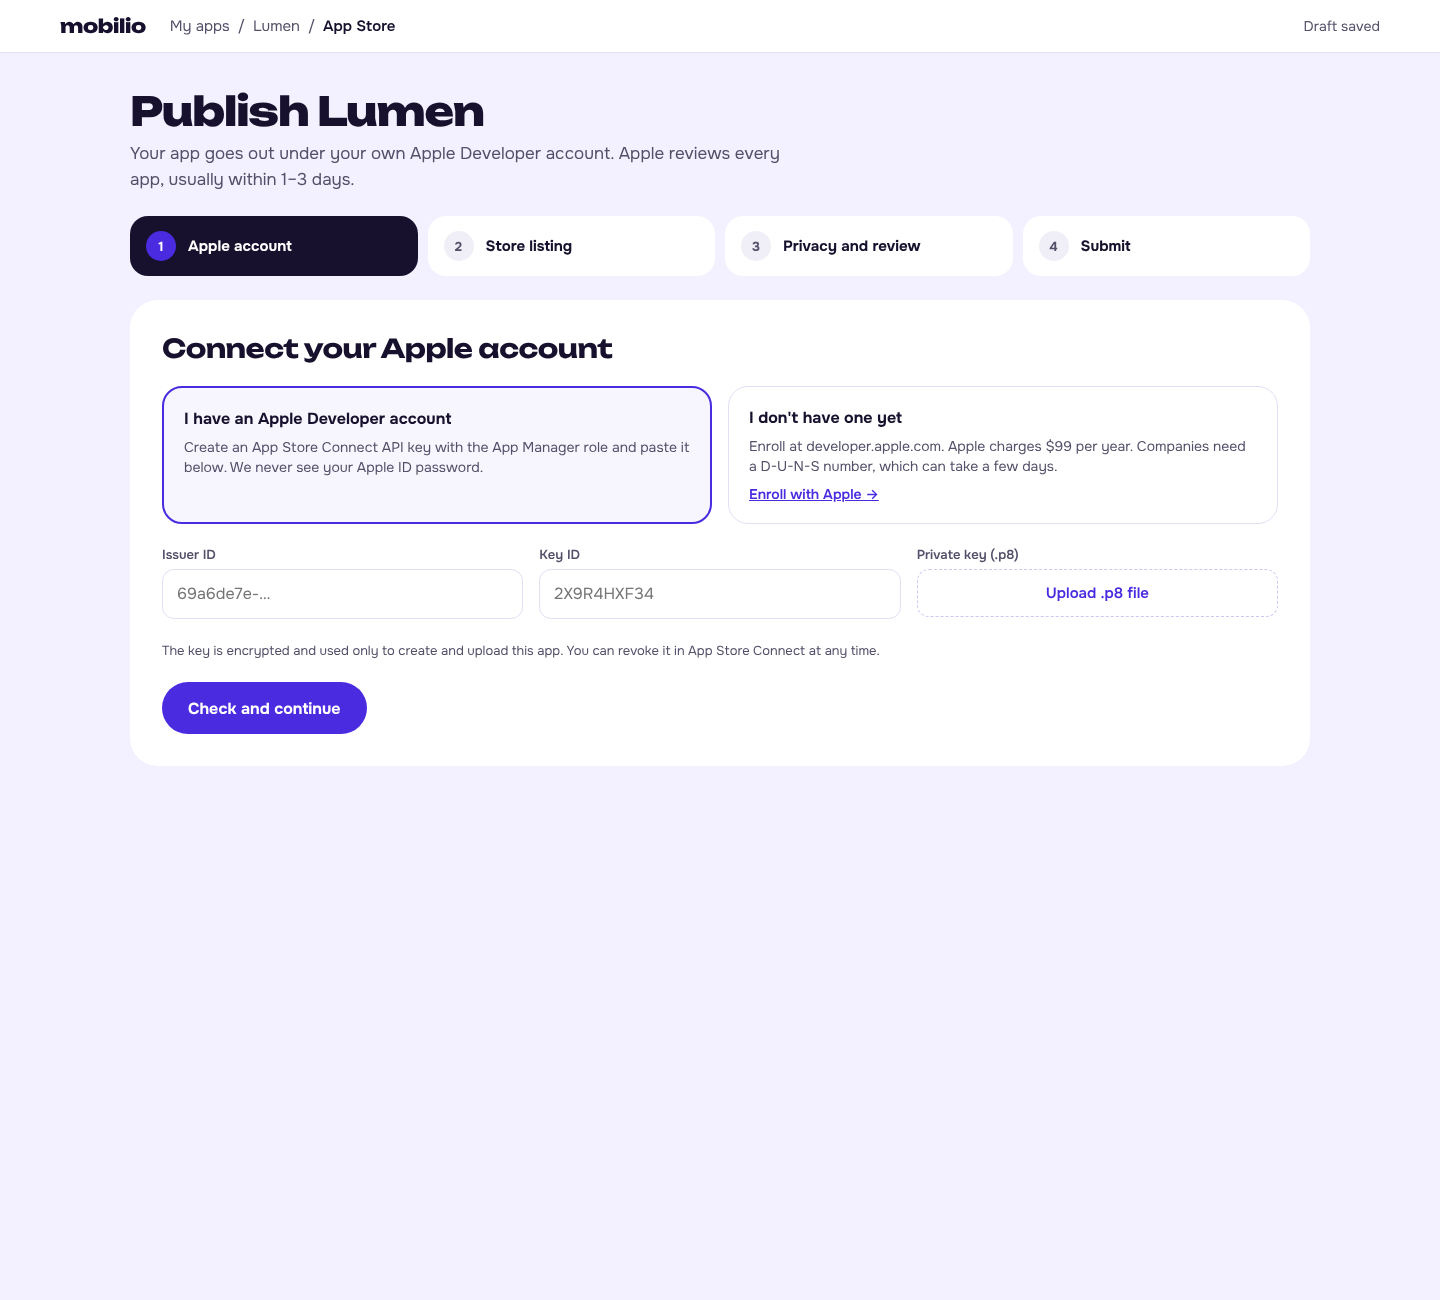 mobilio My apps / Lumen / App Store Draft saved
Publish Lumen
Your app goes out under your own Apple Developer account. Apple reviews every
app, usually within 1–3 days.
1 Apple account
2 Store listing
3 Privacy and review
4 Submit
Connect your Apple account
I have an Apple Developer account
Create an App Store Connect API key with the App Manager role and paste it
below. We never see your Apple ID password.
I don't have one yet
Enroll at developer.apple.com. Apple charges $99 per year. Companies need
a D-U-N-S number, which can take a few days.
Enroll with Apple →
Issuer ID
69a6de7e-...
Key ID
2X9R4HXF34
Private key (.p8)
Upload .p8 file
The key is encrypted and used only to create and upload this app. You can revoke it in App Store Connect at any time.
Check and continue